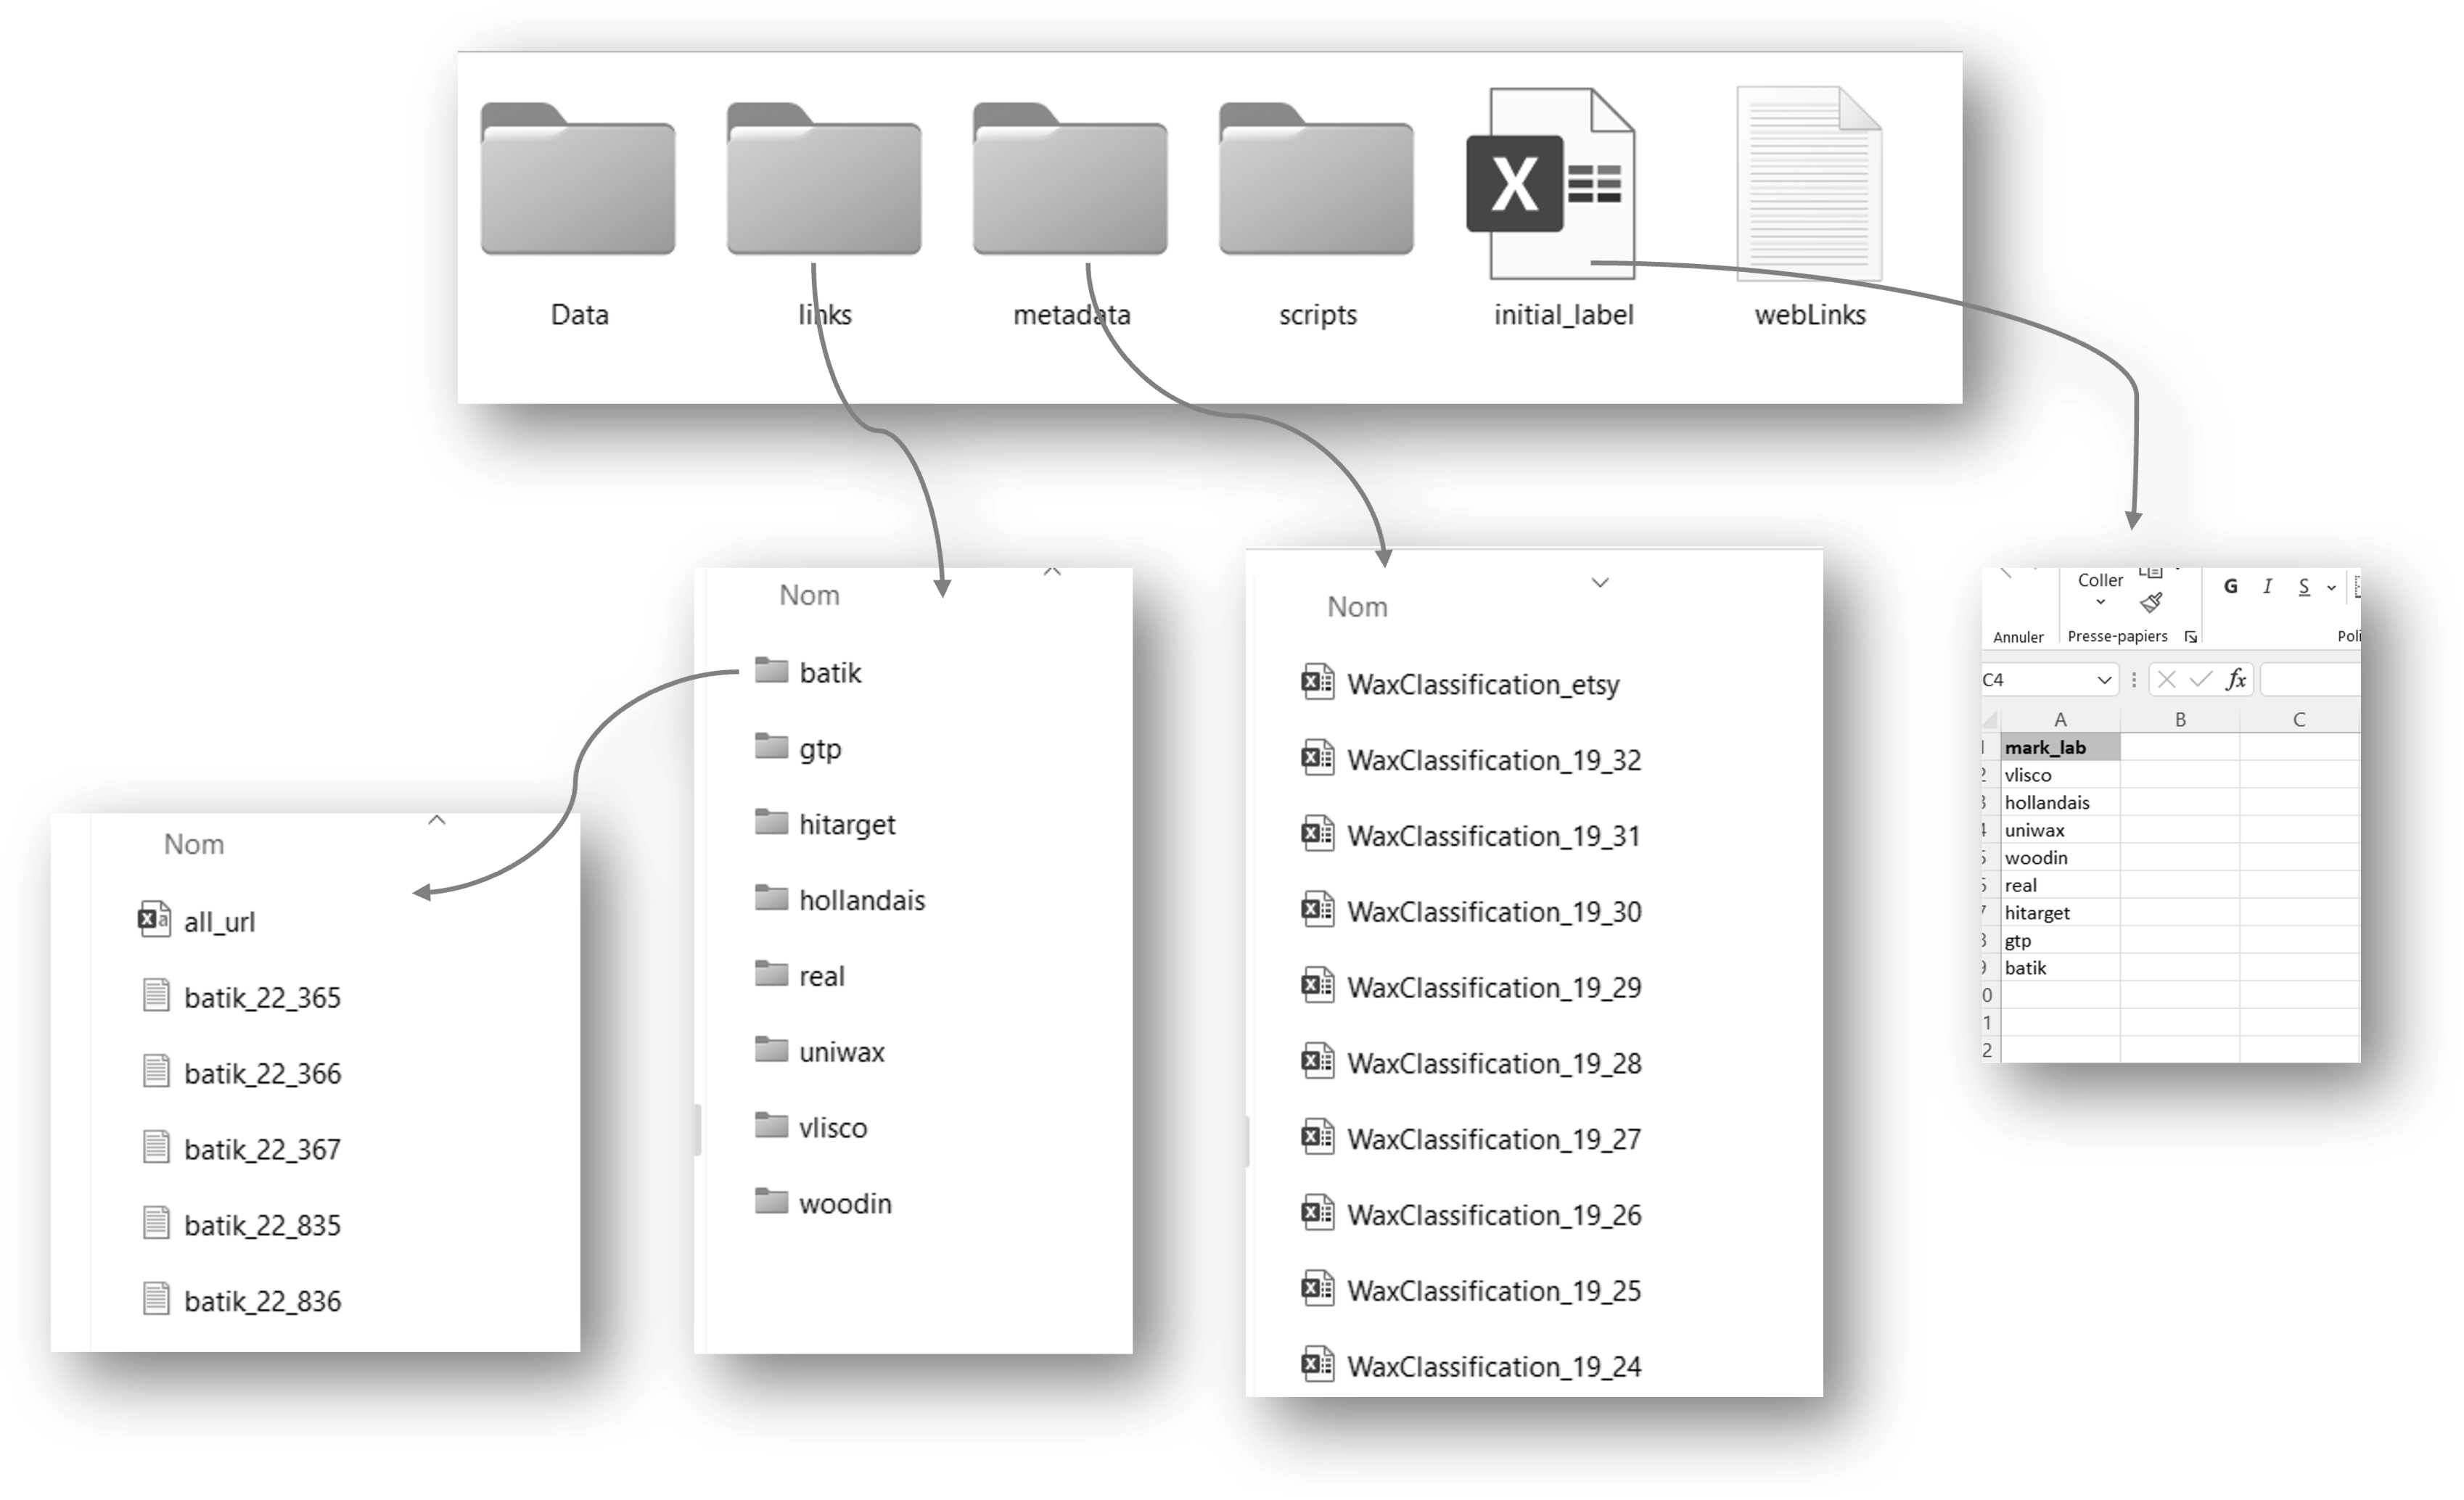 Data
links
metadata
scripts
initial_label
webLinks
Nom
all_url
batik_22_365
batik_22_366
batik_22_367
batik_22_835
batik_22_836
Nom
batik
gtp
hitarget
hollandais
real
uniwax
vlisco
woodin
Nom
WaxClassification_etsy
WaxClassification_19_32
WaxClassification_19_31
WaxClassification_19_30
WaxClassification_19_29
WaxClassification_19_28
WaxClassification_19_27
WaxClassification_19_26
WaxClassification_19_25
WaxClassification_19_24
Coller
G I S
Annuler Presse-papiers Poli
C4 fx
A B C
mark_lab
2 vlisco
3 hollandais
4 uniwax
5 woodin
6 real
7 hitarget
8 gtp
9 batik
0
1
2